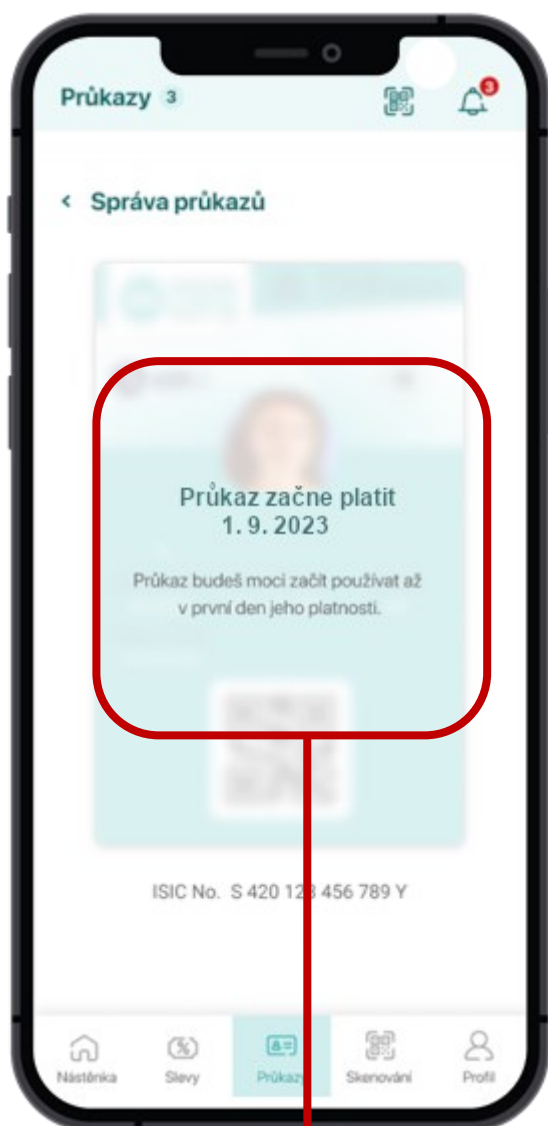 Průkazy 3
3
< Správa průkazů
Průkaz začne platit
1. 9. 2023
Průkaz budeš moci začít používat až
v první den jeho platnosti.
ISIC No. S 420 123 456 789 Y
Nástěnka Slevy Průkazy Skenování Profil